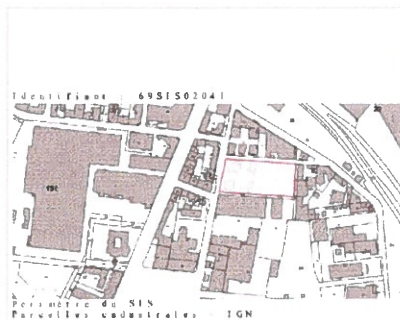 Identifiant : 69SIS02041
Périmètre du SIS
Parcelles cadastrales - IGN